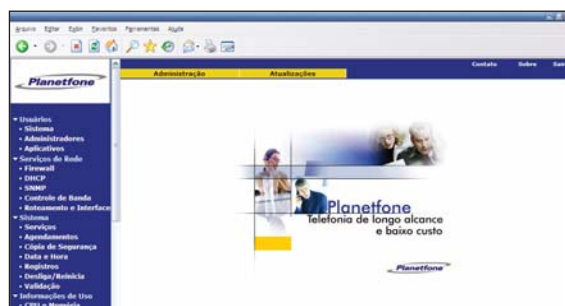 Arquivo Editar Exibir Favoritos Ferramentas Ajuda
Planetfone
Contato Sobre
Administração Atualizações
Usuários
Sistema
Administradores
Aplicativos
Serviços de Rede
Firewall
DHCP
SNMP
Controle de Banda
Roteamento e Interface
Sistema
Serviços
Agendamentos
Cópia de Segurança
Data e Hora
Registros
Desliga/Reinicia
Validação
Informações de Uso
CPU e Memória
Planetfone
Telefonia de longo alcance
e baixo custo
Planetfone